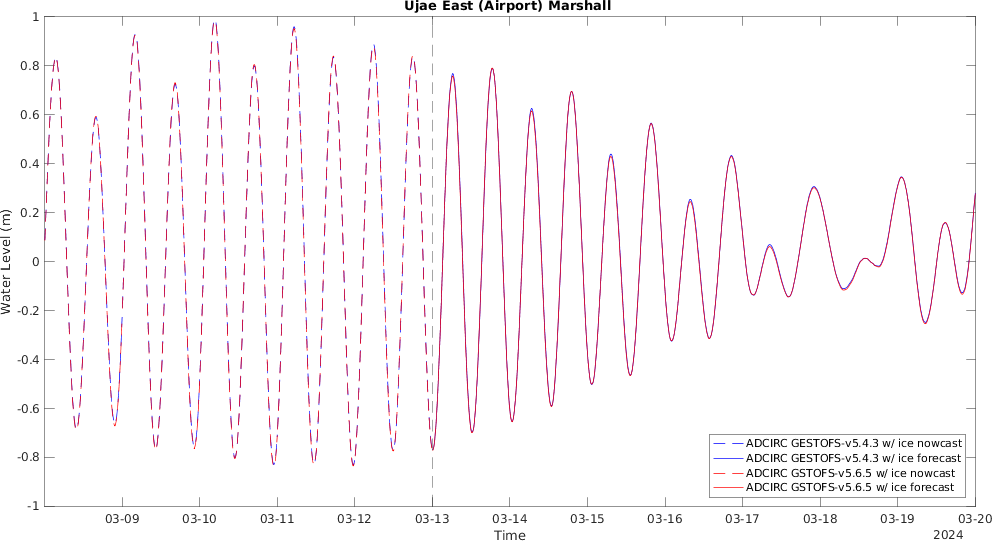 Ujae East (Airport) Marshall
1
0.8
0.6
0.4
0.2
0
-0.2
-0.4
-0.6
-0.8
-1
Water Level (m)
ADCIRC GESTOFS-v5.4.3 w/ ice nowcast
ADCIRC GESTOFS-v5.4.3 w/ ice forecast
ADCIRC GSTOFS-v5.6.5 w/ ice nowcast
ADCIRC GSTOFS-v5.6.5 w/ ice forecast
03-09 03-10 03-11 03-12 03-13 03-14 03-15 03-16 03-17 03-18 03-19 03-20
Time
2024